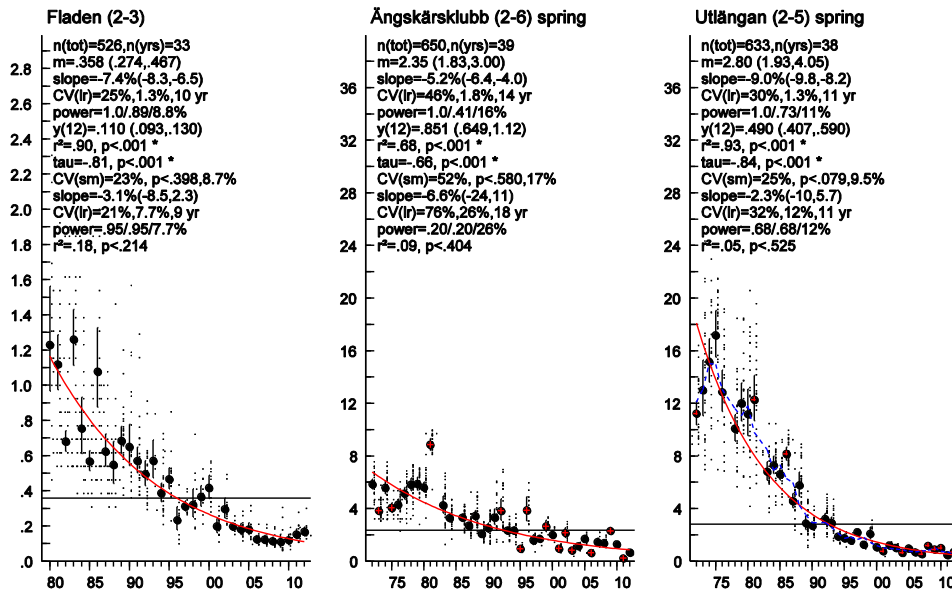 Fladen (2-3)
n(tot)=526,n(yrs)=33
m=.358 (.274,.467)
slope=-7.4%(-8.3,-6.5)
CV(lr)=25%,1.3%,10 yr
power=1.0/.89/8.8%
y(12)=.110 (.093,.130)
r²=.90, p<.001 *
tau=-.81, p<.001 *
CV(sm)=23%, p<.398,8.7%
slope=-3.1%(-8.5,2.3)
CV(lr)=21%,7.7%,9 yr
power=.95/.95/7.7%
r²=.18, p<.214
2.8
2.6
2.4
2.2
2.0
1.8
1.6
1.4
1.2
1.0
.8
.6
.4
.2
.0
80 85 90 95 00 05 10
Ängskärsklubb (2-6) spring
n(tot)=650,n(yrs)=39
m=2.35 (1.83,3.00)
slope=-5.2%(-6.4,-4.0)
CV(lr)=46%,1.8%,14 yr
power=1.0/.41/16%
y(12)=.851 (.649,1.12)
r²=.68, p<.001 *
tau=-.66, p<.001 *
CV(sm)=52%, p<.580,17%
slope=-6.6%(-24,11)
CV(lr)=76%,26%,18 yr
power=.20/.20/26%
r²=.09, p<.404
36
32
28
24
20
16
12
8
4
0
75 80 85 90 95 00 05 10
Utlängan (2-5) spring
n(tot)=633,n(yrs)=38
m=2.80 (1.93,4.05)
slope=-9.0%(-9.8,-8.2)
CV(lr)=30%,1.3%,11 yr
power=1.0/.73/11%
y(12)=.490 (.407,.590)
r²=.93, p<.001 *
tau=-.84, p<.001 *
CV(sm)=25%, p<.079,9.5%
slope=-2.3%(-10,5.7)
CV(lr)=32%,12%,11 yr
power=.68/.68/12%
r²=.05, p<.525
36
32
28
24
20
16
12
8
4
0
75 80 85 90 95 00 05 10